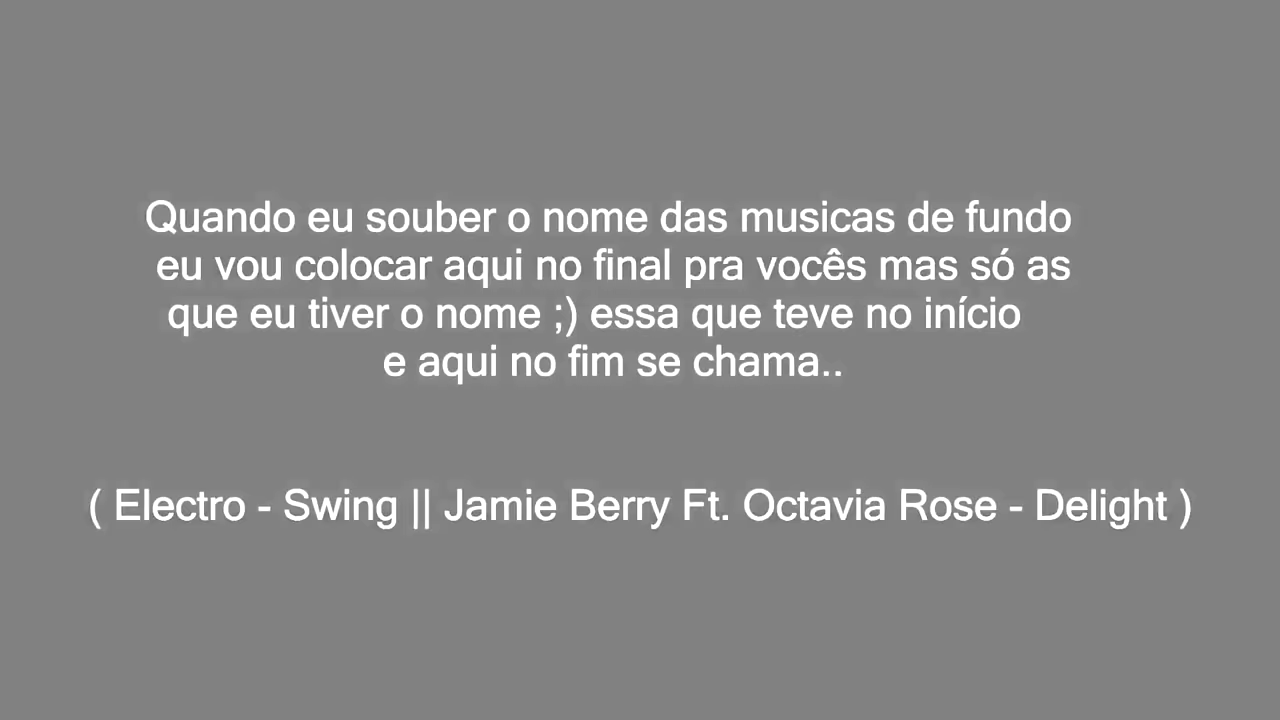 Quando eu souber o nome das musicas de fundo
eu vou colocar aqui no final pra vocês mas só as
que eu tiver o nome ;) essa que teve no início
e aqui no fim se chama..
( Electro - Swing || Jamie Berry Ft. Octavia Rose - Delight )